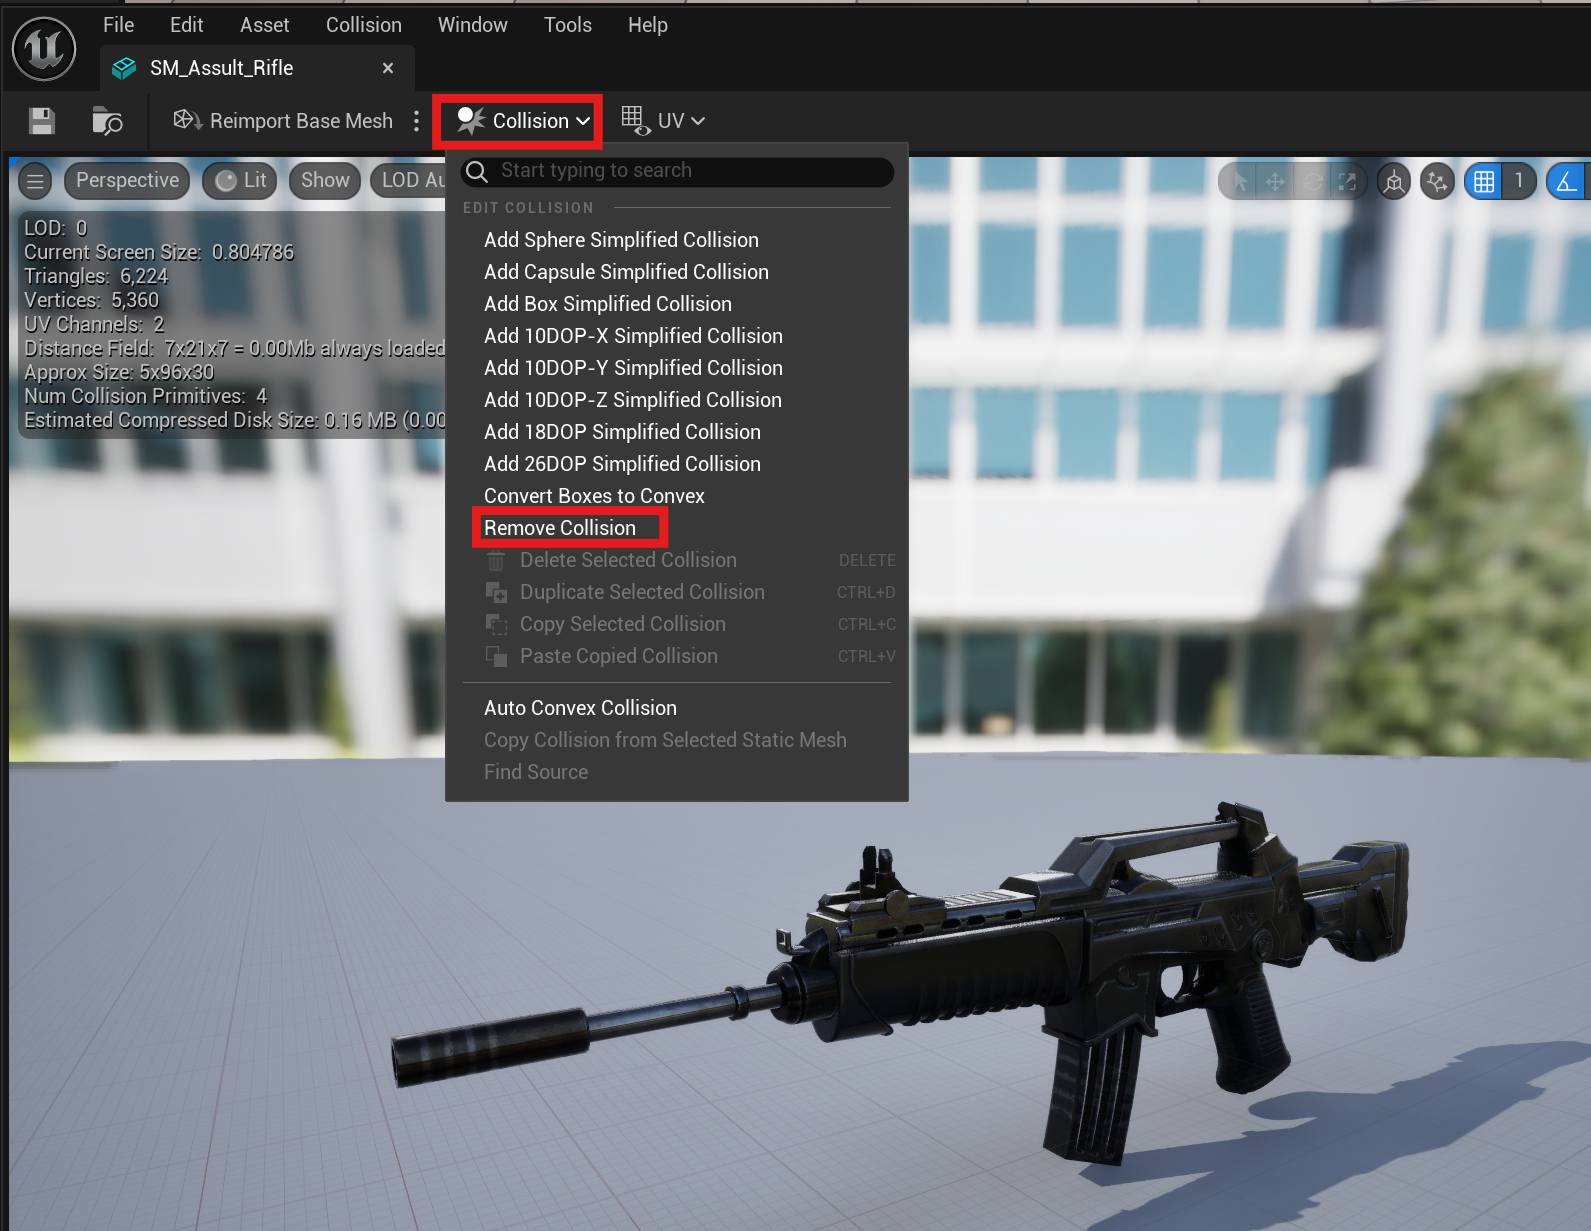 File Edit Asset Collision Window Tools Help
SM_Assult_Rifle
Reimport Base Mesh Collision UV
Perspective Lit Show LOD Au 1
Start typing to search
EDIT COLLISION
LOD: 0
Current Screen Size: 0.804786
Triangles: 6,224
Vertices: 5,360
UV Channels: 2
Distance Field: 7x21x7 = 0.00Mb always loaded
Approx Size: 5x96x30
Num Collision Primitives: 4
Estimated Compressed Disk Size: 0.16 MB (0.00
Add Sphere Simplified Collision
Add Capsule Simplified Collision
Add Box Simplified Collision
Add 10DOP-X Simplified Collision
Add 10DOP-Y Simplified Collision
Add 10DOP-Z Simplified Collision
Add 18DOP Simplified Collision
Add 26DOP Simplified Collision
Convert Boxes to Convex
Remove Collision
Delete Selected Collision DELETE
Duplicate Selected Collision CTRL+D
Copy Selected Collision CTRL+C
Paste Copied Collision CTRL+V
Auto Convex Collision
Copy Collision from Selected Static Mesh
Find Source